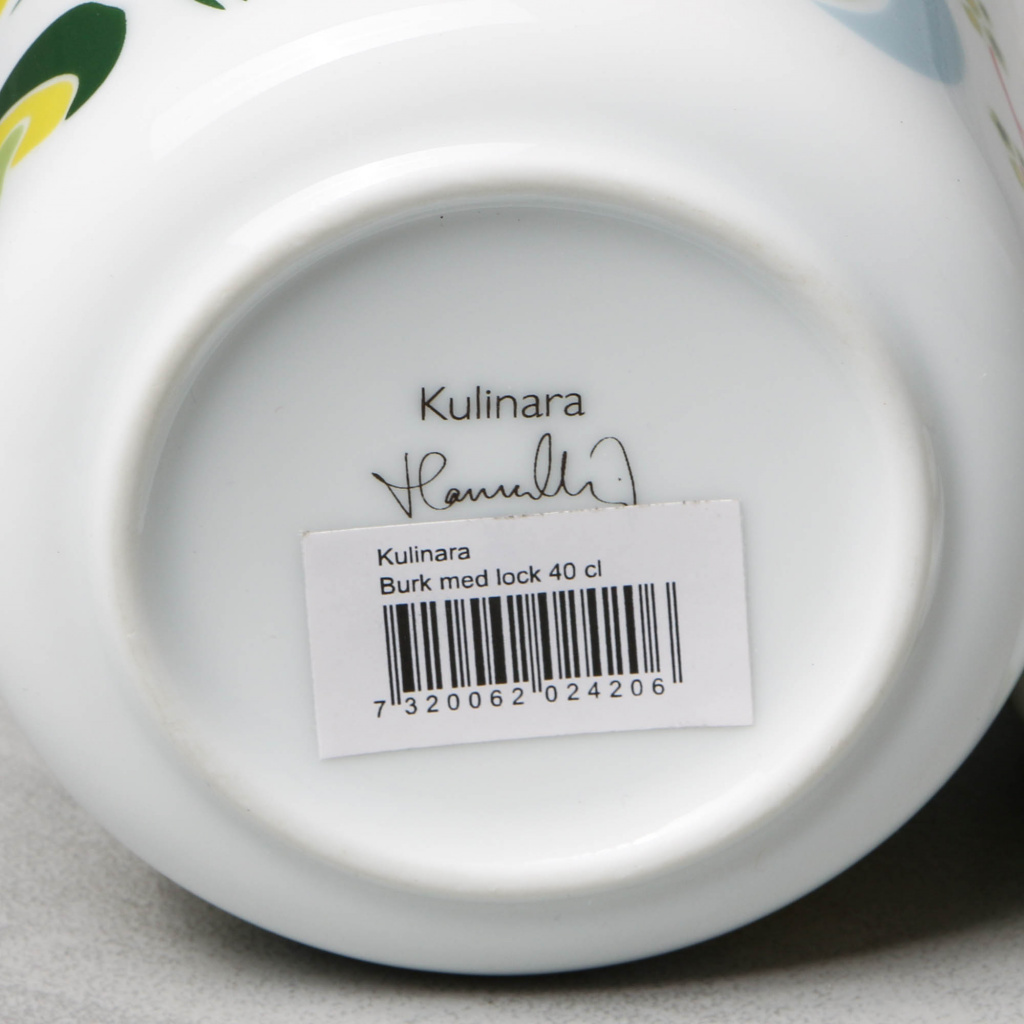 Kulinara
Kulinara
Burk med lock 40 cl
7 320062 024206